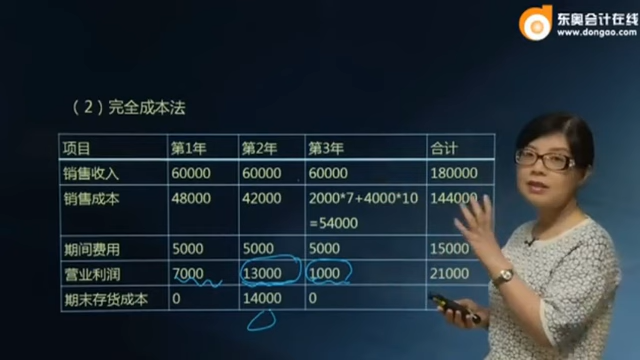 东奥会计在线
www.dongao.com
（2）完全成本法
项目 第1年 第2年 第3年 合计
销售收入 60000 60000 60000 180000
销售成本 48000 42000 2000*7+4000*10 144000
=54000
期间费用 5000 5000 5000 15000
营业利润 7000 13000 1000 21000
期末存货成本 0 14000 0